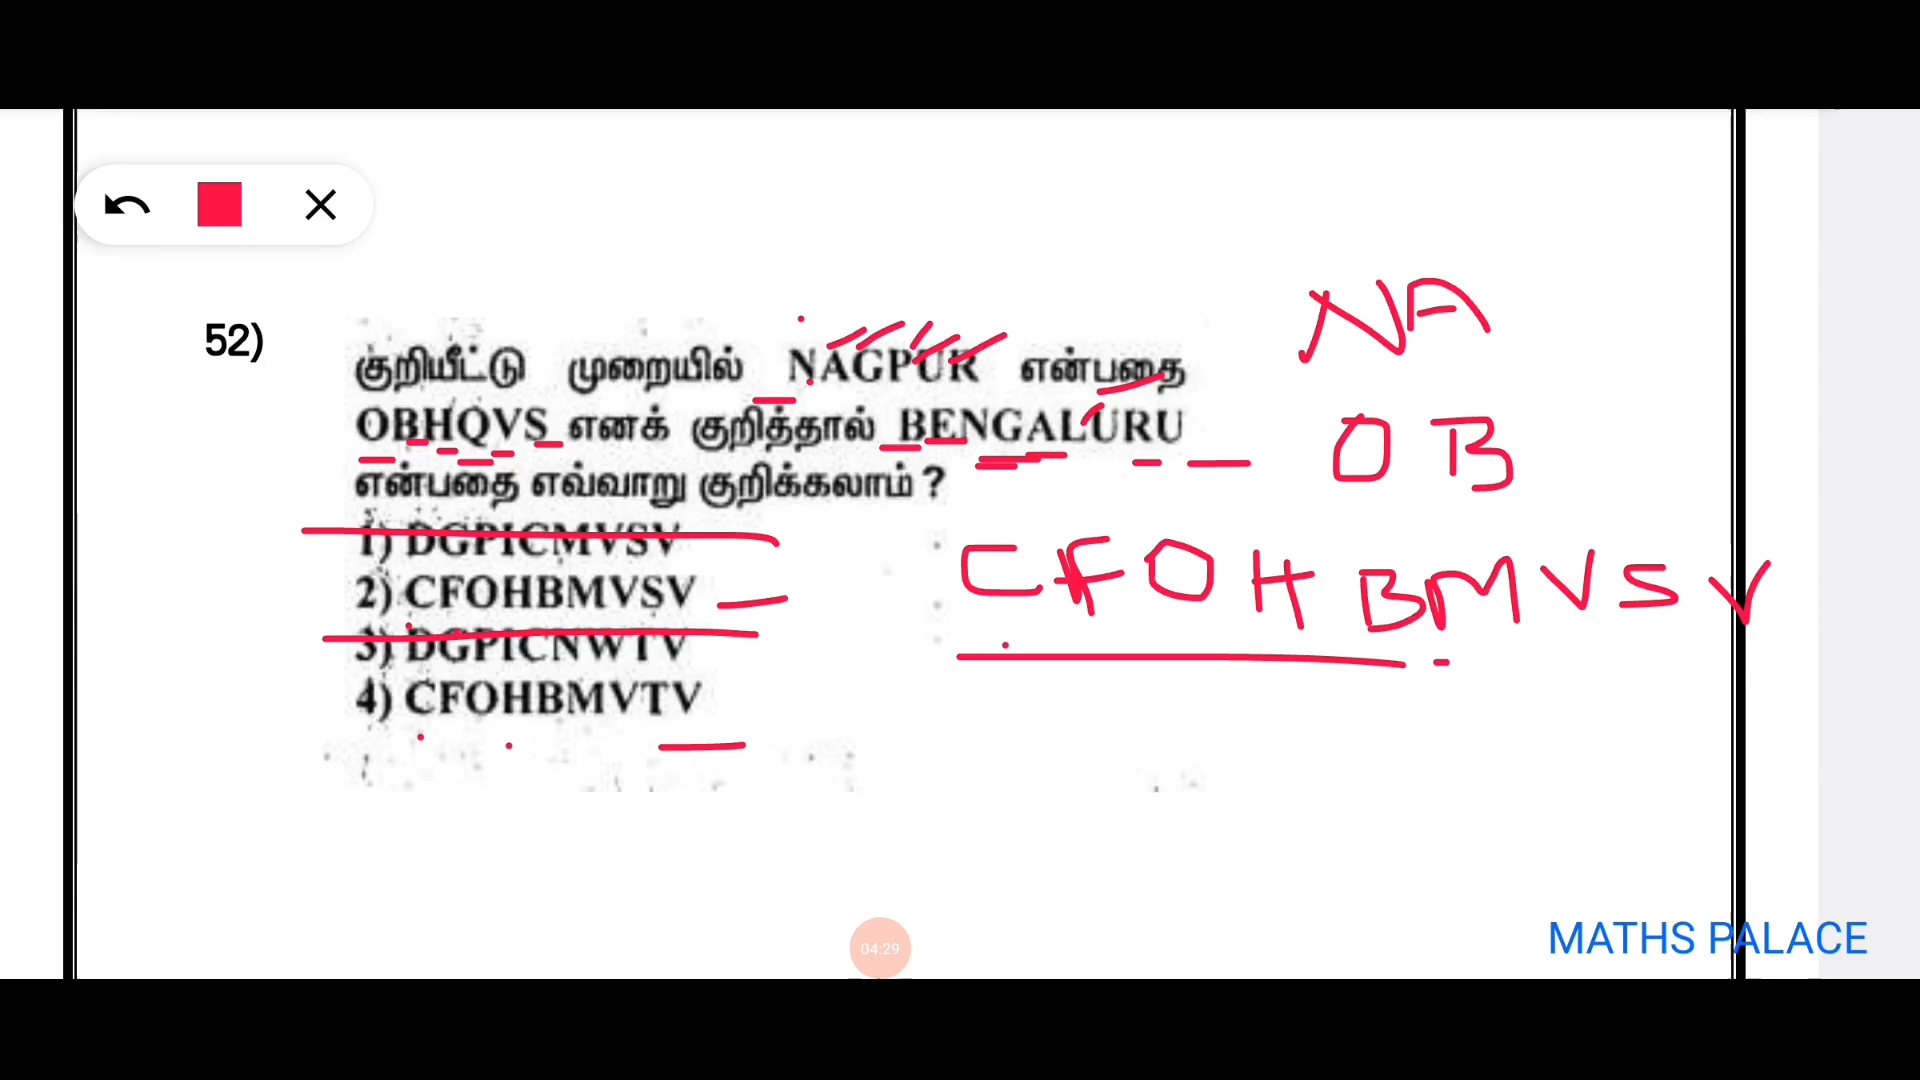 52)
குறியீட்டு முறையில் NAGPUR என்பதை
OBHQVS எனக் குறித்தால் BENGALURU
என்பதை எவ்வாறு குறிக்கலாம் ?
1) DGPICMVSV
2) CFOHBMVSV
3) DGPICNWTV
4) CFOHBMVTV
NA
OB
CFOHBMVSV
04:29
MATHS PALACE